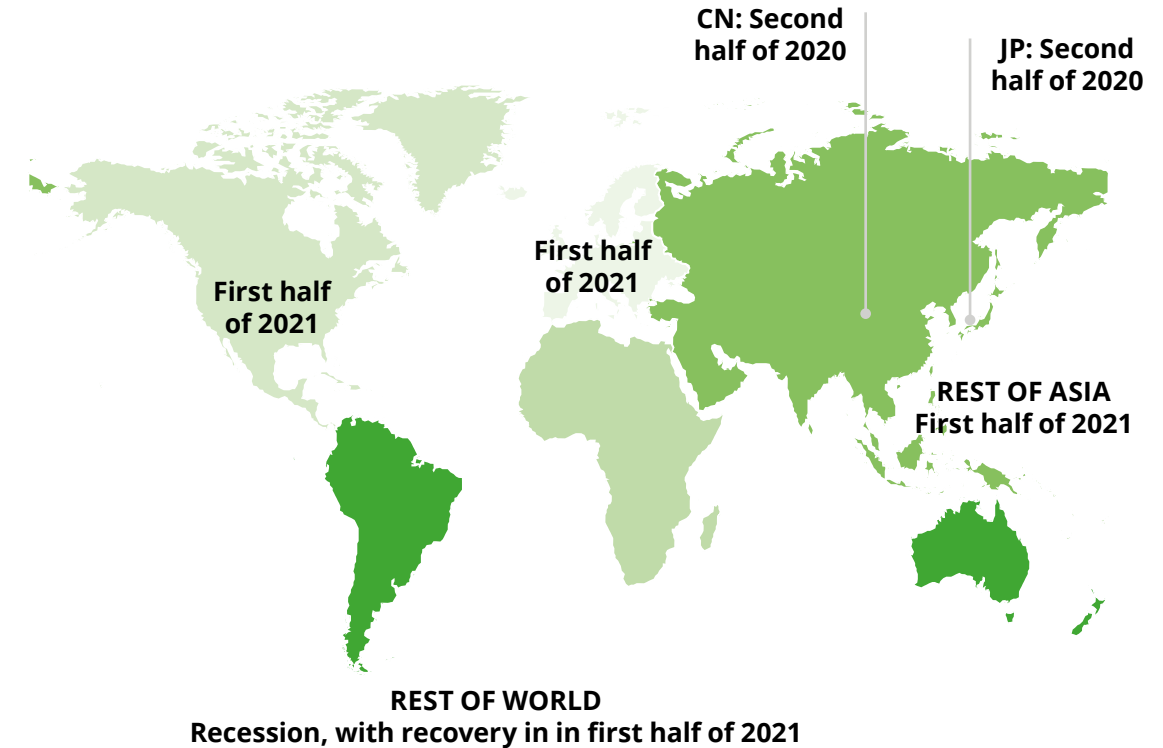 CN: Second
half of 2020
JP: Second
half of 2020
First half
of 2021
First half
of 2021
REST OF ASIA
First half of 2021
REST OF WORLD
Recession, with recovery in in first half of 2021